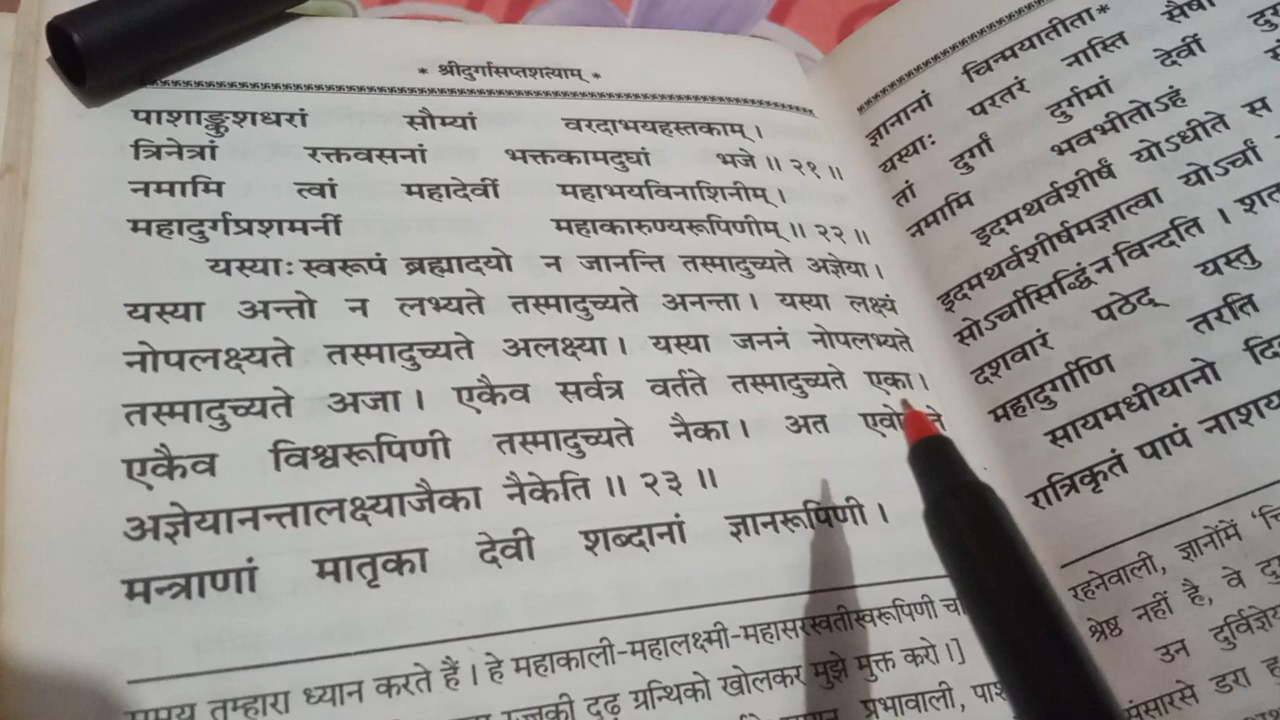 * श्रीदुर्गासप्तशत्याम् *
पाशाङ्कुशधरां सौम्यां वरदाभयहस्तकाम्।
त्रिनेत्रां रक्तवसनां भक्तकामदुघां भजे॥ २१॥
नमामि त्वां महादेवीं महाभयविनाशिनीम्।
महादुर्गप्रशमनीं महाकारुण्यरूपिणीम्॥ २२॥
यस्याः स्वरूपं ब्रह्मादयो न जानन्ति तस्मादुच्यते अज्ञेया।
यस्या अन्तो न लभ्यते तस्मादुच्यते अनन्ता। यस्या लक्ष्यं
नोपलक्ष्यते तस्मादुच्यते अलक्ष्या। यस्या जननं नोपलभ्यते
तस्मादुच्यते अजा। एकैव सर्वत्र वर्तते तस्मादुच्यते एका।
एकैव विश्वरूपिणी तस्मादुच्यते नैका। अत
अज्ञेयानन्तालक्ष्याजैका नैकेति॥ २३॥
मन्त्राणां मातृका देवी शब्दानां ज्ञानरूपिणी।
तुम्हारा ध्यान करते हैं। हे महाकाली-महालक्ष्मी-महासरस्वतीस्वरूपिणी
दृढ़ ग्रन्थिको खोलकर मुझे मुक्त करो।]
प्रभावाली,
ज्ञानानां चिन्मयातीता*
यस्याः परतरं नास्ति सैषा
तां दुर्गां दुर्गमां देवीं
नमामि भवभीतोऽहं
इदमथर्वशीर्षं योऽधीते स
इदमथर्वशीर्षमज्ञात्वा योऽर्चां
सोऽर्चासिद्धिं न विन्दति।
दशवारं पठेद् यस्तु
महादुर्गाणि तरति
सायमधीयानो
रात्रिकृतं पापं
रहनेवाली, ज्ञानोंमें
श्रेष्ठ नहीं है, वे
उन
डरा